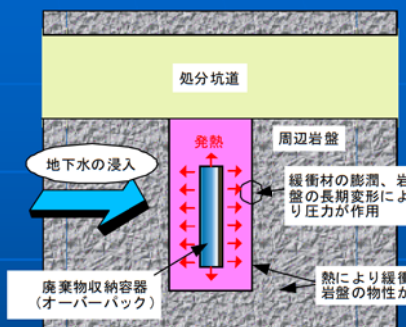 処分坑道
発熱
周辺岩盤
地下水の浸入
緩衝材の膨潤、岩
盤の長期変形によ
り圧力が作用
廃棄物収納容器
(オーバーパック)
熱により緩衝
岩盤の物性が